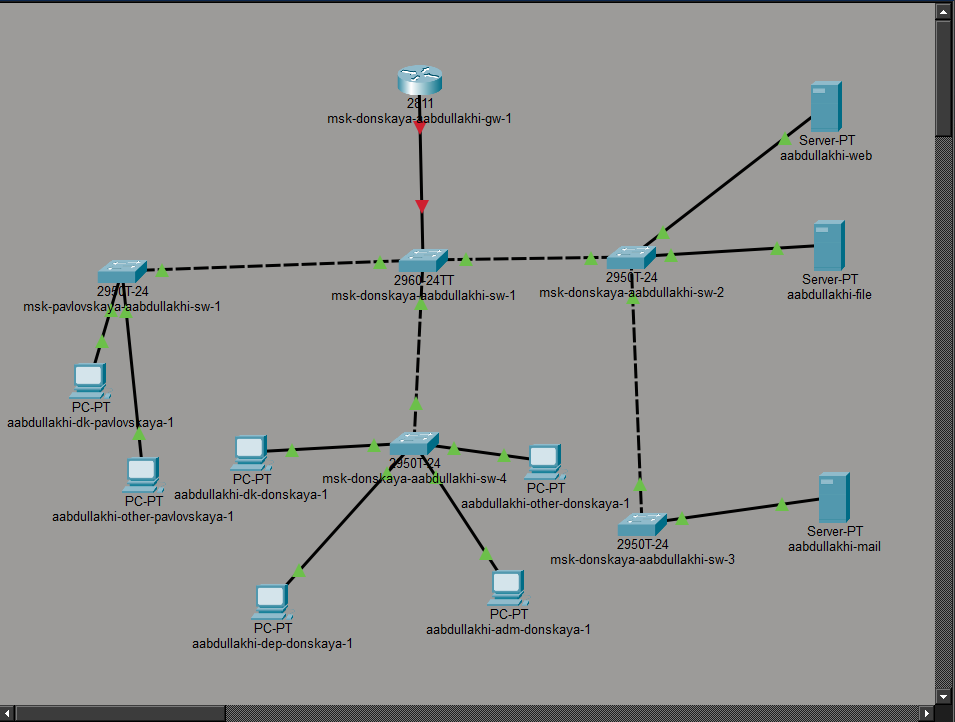 2811
msk-donskaya-aabdullakhi-gw-1
Server-PT
aabdullakhi-web
2950T-24
msk-pavlovskaya-aabdullakhi-sw-1
2960-24TT
msk-donskaya-aabdullakhi-sw-1
2950T-24
msk-donskaya-aabdullakhi-sw-2
Server-PT
aabdullakhi-file
PC-PT
aabdullakhi-dk-pavlovskaya-1
PC-PT
aabdullakhi-other-pavlovskaya-1
PC-PT
aabdullakhi-dk-donskaya-1
2950T-24
msk-donskaya-aabdullakhi-sw-4
PC-PT
aabdullakhi-other-donskaya-1
2950T-24
msk-donskaya-aabdullakhi-sw-3
Server-PT
aabdullakhi-mail
PC-PT
aabdullakhi-dep-donskaya-1
PC-PT
aabdullakhi-adm-donskaya-1